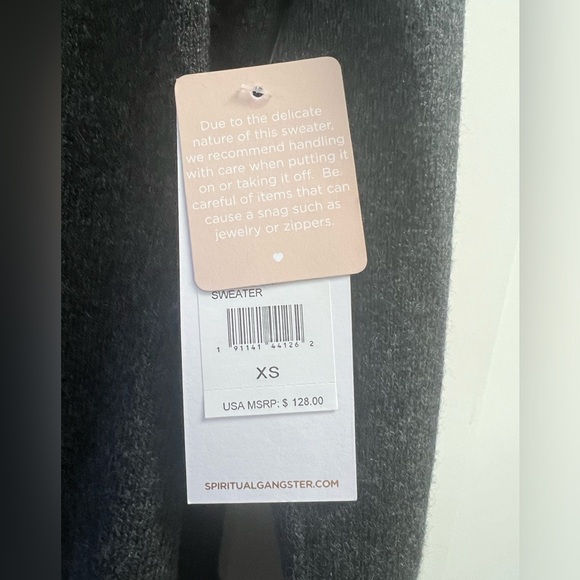 Due to the delicate
nature of this sweater,
we recommend handling
with care when putting it
on or taking it off. Be
careful of items that can
cause a snag such as
jewelry or zippers.
SWEATER
1 91141 44126 2
XS
USA MSRP: $ 128.00
SPIRITUALGANGSTER.COM